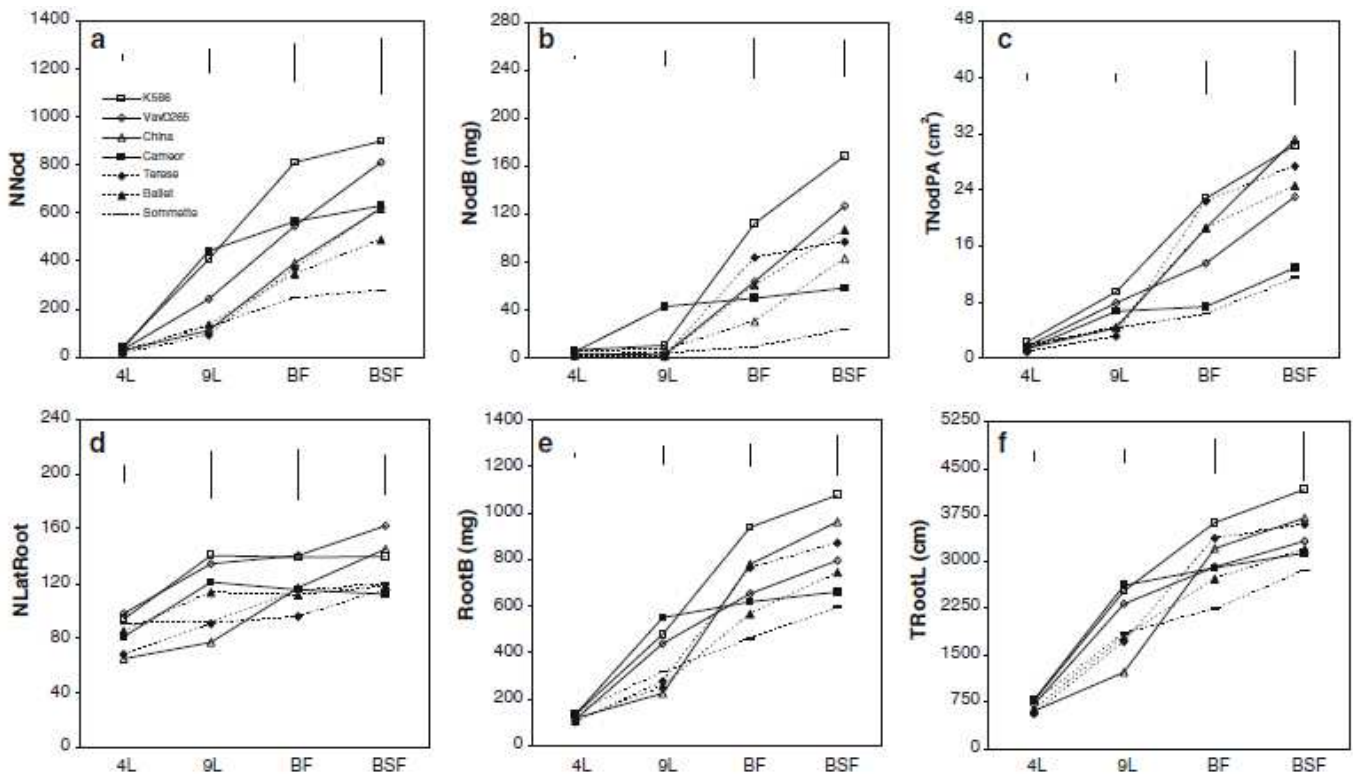 a
NNod
1400
1200
1000
800
600
400
200
0
K586
VavD265
China
Cameor
Terese
Ballet
Sommette
4L 9L BF BSF
b
NodB (mg)
280
240
200
160
120
80
40
0
4L 9L BF BSF
c
TNodPA (cm²)
48
40
32
24
16
8
0
4L 9L BF BSF
d
NLatRoot
240
200
160
120
80
40
0
4L 9L BF BSF
e
RootB (mg)
1400
1200
1000
800
600
400
200
0
4L 9L BF BSF
f
TRootL (cm)
5250
4500
3750
3000
2250
1500
750
0
4L 9L BF BSF